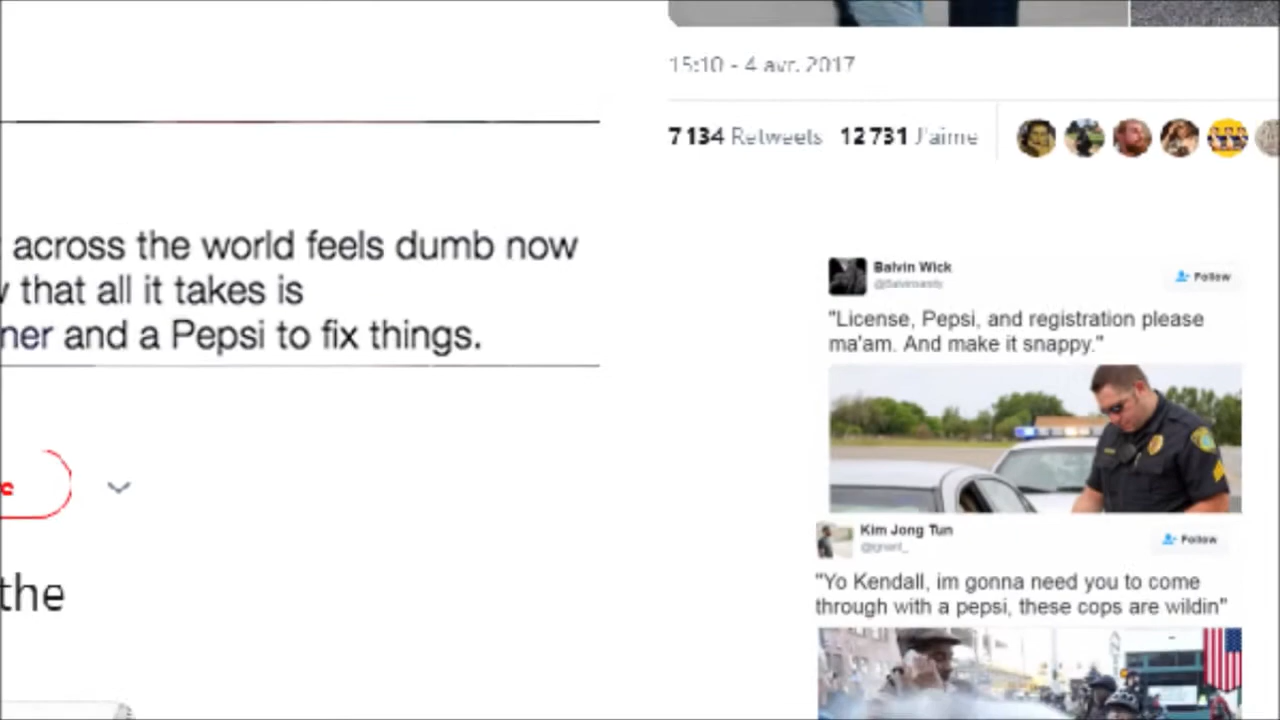 15:10 - 4 avr. 2017
7 134 Retweets 12 731 J'aime
across the world feels dumb now
that all it takes is
ner and a Pepsi to fix things.
the
Balvin Wick
Follow
"License, Pepsi, and registration please
ma'am. And make it snappy."
Kim Jong Tun
Follow
"Yo Kendall, im gonna need you to come
through with a pepsi, these cops are wildin"